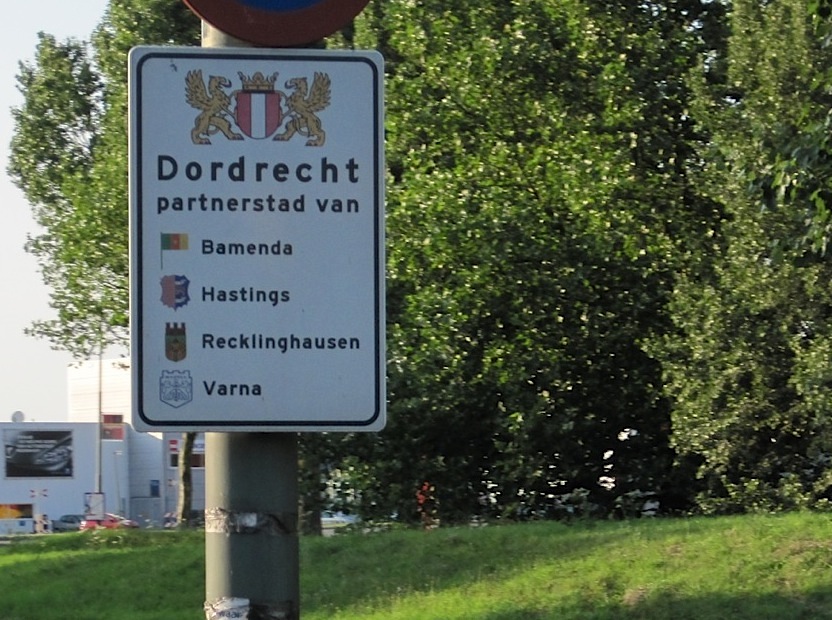 Dordrecht
partnerstad van
Bamenda
Hastings
Recklinghausen
Varna